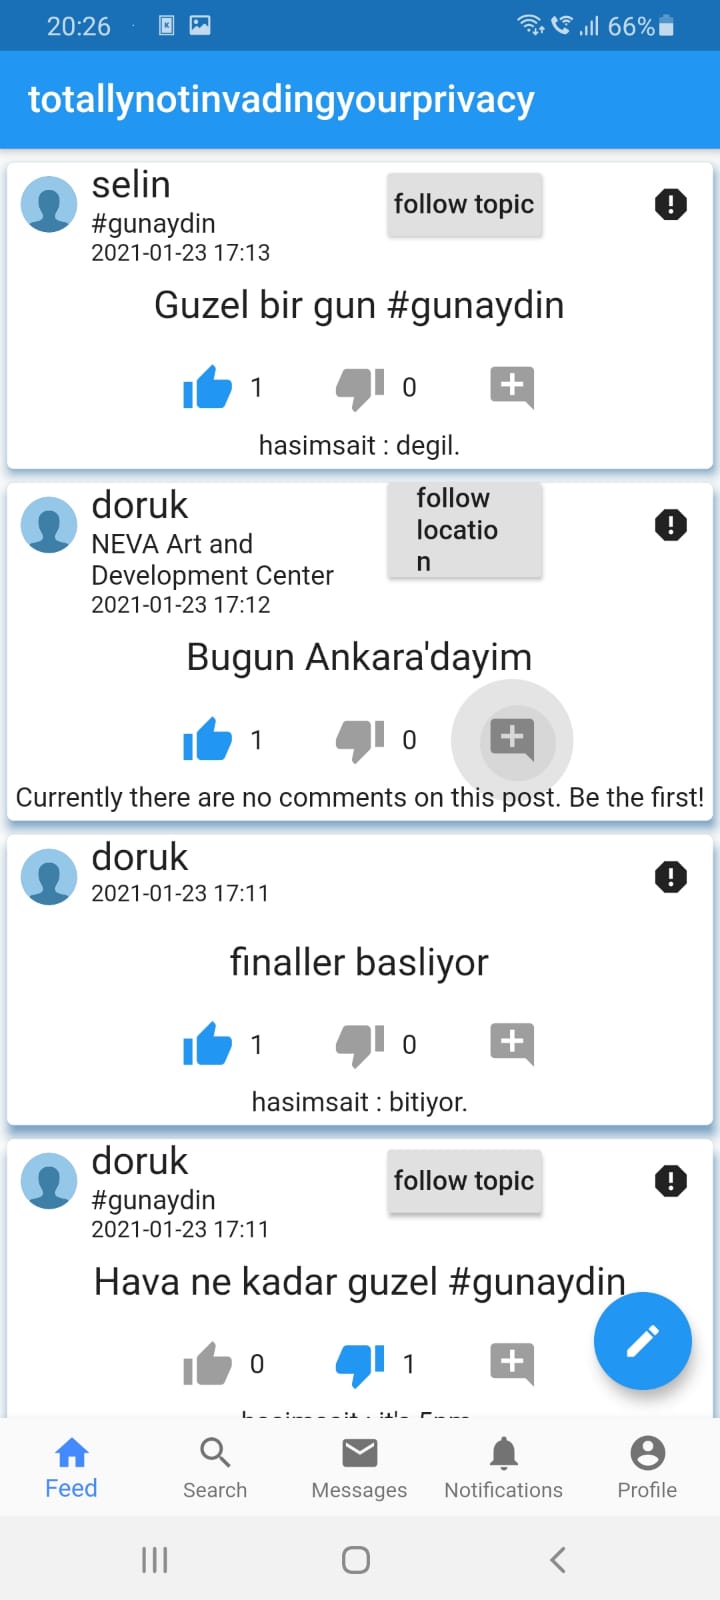 20:26
66%
totallynotinvadingyourprivacy
selin
follow topic
#gunaydin
2021-01-23 17:13
Guzel bir gun #gunaydin
1
0
hasimsait : degil.
doruk
follow
locatio
n
NEVA Art and
Development Center
2021-01-23 17:12
Bugun Ankara'dayim
1
0
Currently there are no comments on this post. Be the first!
doruk
2021-01-23 17:11
finaller basliyor
1
0
hasimsait : bitiyor.
doruk
follow topic
#gunaydin
2021-01-23 17:11
Hava ne kadar guzel #gunaydin
0
1
hasimsait : it's 5pm
Feed
Search
Messages
Notifications
Profile